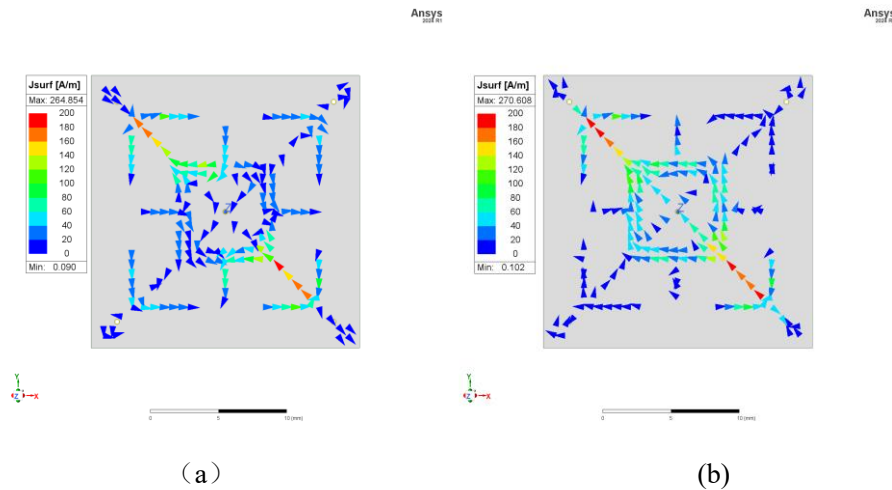 Ansys
2025 R1
Jsurf [A/m]
Max: 264.854
200
180
160
140
120
100
80
60
40
20
0
Min: 0.090
Z
Y
Z
X
0
5
10 (mm)
（a）
Ansys
Jsurf [A/m]
Max: 270.608
200
180
160
140
120
100
80
60
40
20
0
Min: 0.102
Z
Y
Z
X
0
5
10 (mm)
(b)